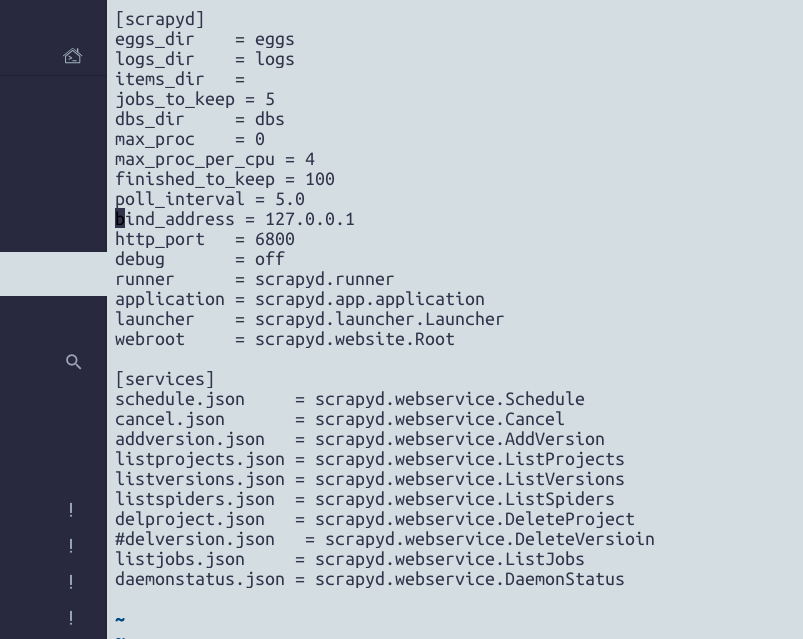 [scrapyd]
eggs_dir    = eggs
logs_dir    = logs
items_dir   =
jobs_to_keep = 5
dbs_dir     = dbs
max_proc    = 0
max_proc_per_cpu = 4
finished_to_keep = 100
poll_interval = 5.0
bind_address = 127.0.0.1
http_port   = 6800
debug       = off
runner      = scrapyd.runner
application = scrapyd.app.application
launcher    = scrapyd.launcher.Launcher
webroot     = scrapyd.website.Root
[services]
schedule.json     = scrapyd.webservice.Schedule
cancel.json       = scrapyd.webservice.Cancel
addversion.json   = scrapyd.webservice.AddVersion
listprojects.json = scrapyd.webservice.ListProjects
listversions.json = scrapyd.webservice.ListVersions
listspiders.json  = scrapyd.webservice.ListSpiders
delproject.json   = scrapyd.webservice.DeleteProject
#delversion.json   = scrapyd.webservice.DeleteVersioin
listjobs.json     = scrapyd.webservice.ListJobs
daemonstatus.json = scrapyd.webservice.DaemonStatus
~
~